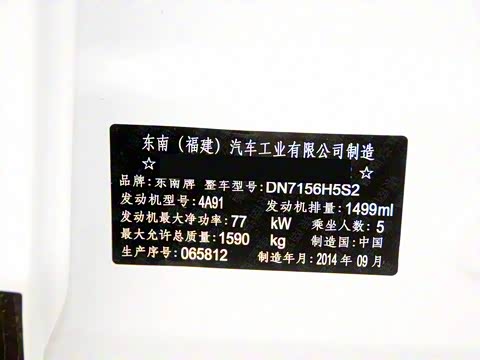 东南（福建）汽车工业有限公司制造
☆ ☆
品牌：东南牌 整车型号：DN7156H5S2
发动机型号：4A91 发动机排量：1499ml
发动机最大净功率：77 kW 乘坐人数：5
最大允许总质量：1590 kg 制造国：中国
生产序号：065812 制造年月：2014 年 09 月